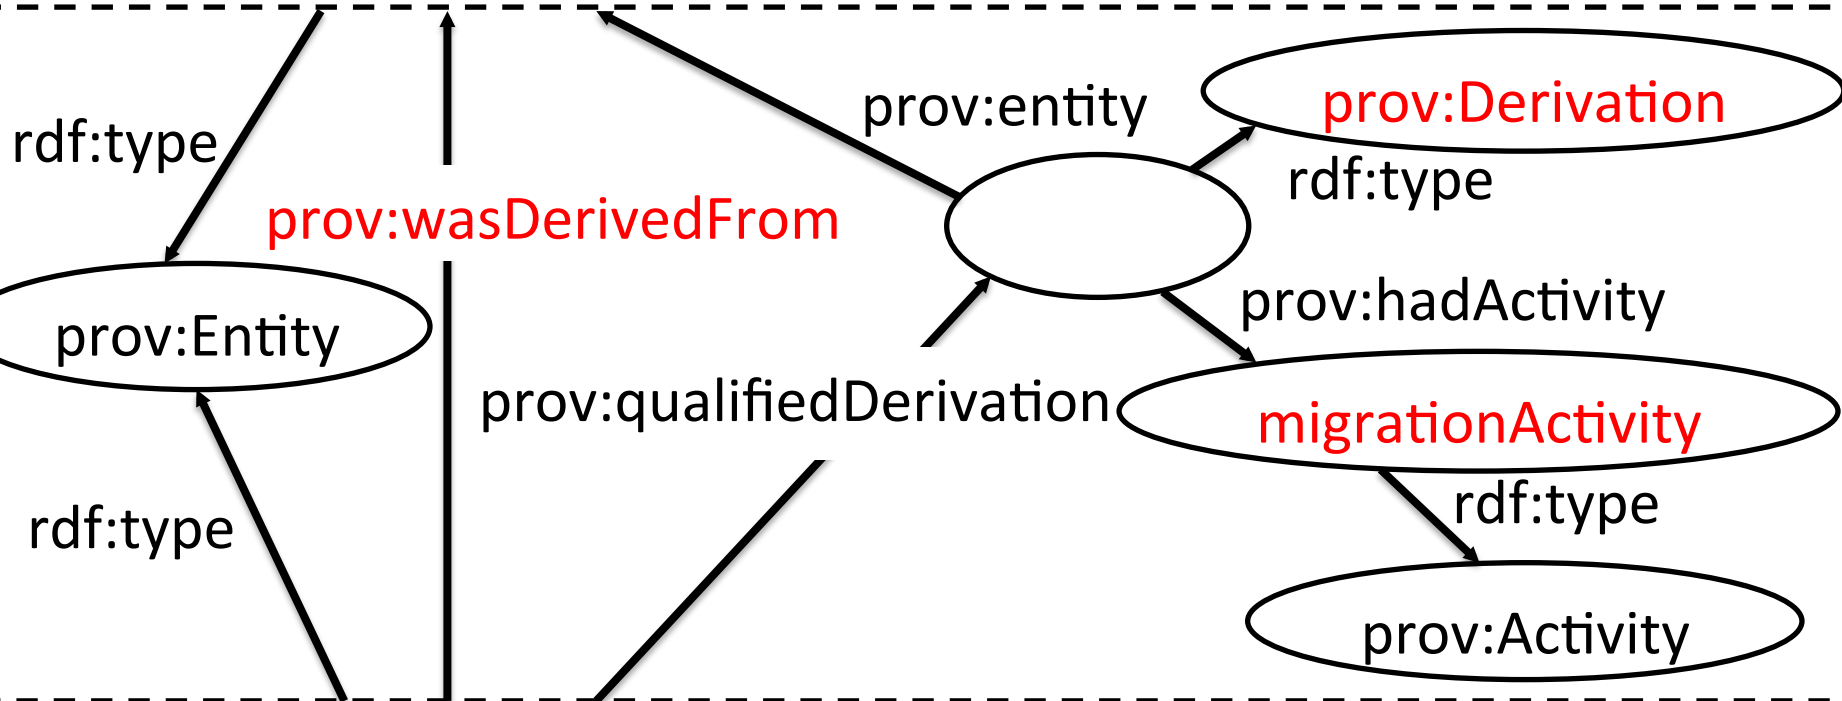 prov:entity
prov:Derivation
rdf:type
rdf:type
prov:wasDerivedFrom
prov:hadActivity
prov:Entity
prov:qualifiedDerivation
migrationActivity
rdf:type
rdf:type
prov:Activity